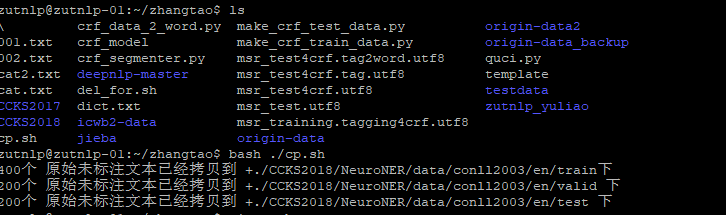 zutnlp@zutnlp-01:~/zhangtao$ ls
\ crf_data_2_word.py make_crf_test_data.py origin-data2
001.txt crf_model make_crf_train_data.py origin-data_backup
002.txt crf_segmenter.py msr_test4crf.tag2word.utf8 quci.py
cat2.txt deepnlp-master msr_test4crf.tag.utf8 template
cat.txt del_for.sh msr_test4crf.utf8 testdata
CCKS2017 dict.txt msr_test.utf8 zutnlp_yuliao
CCKS2018 icwb2-data msr_training.tagging4crf.utf8
cp.sh jieba origin-data
zutnlp@zutnlp-01:~/zhangtao$ bash ./cp.sh
400个 原始未标注文本已经拷贝到 +./CCKS2018/NeuroNER/data/conll2003/en/train下
200个 原始未标注文本已经拷贝到 +./CCKS2018/NeuroNER/data/conll2003/en/valid 下
200个 原始未标注文本已经拷贝到 +./CCKS2018/NeuroNER/data/conll2003/en/test 下